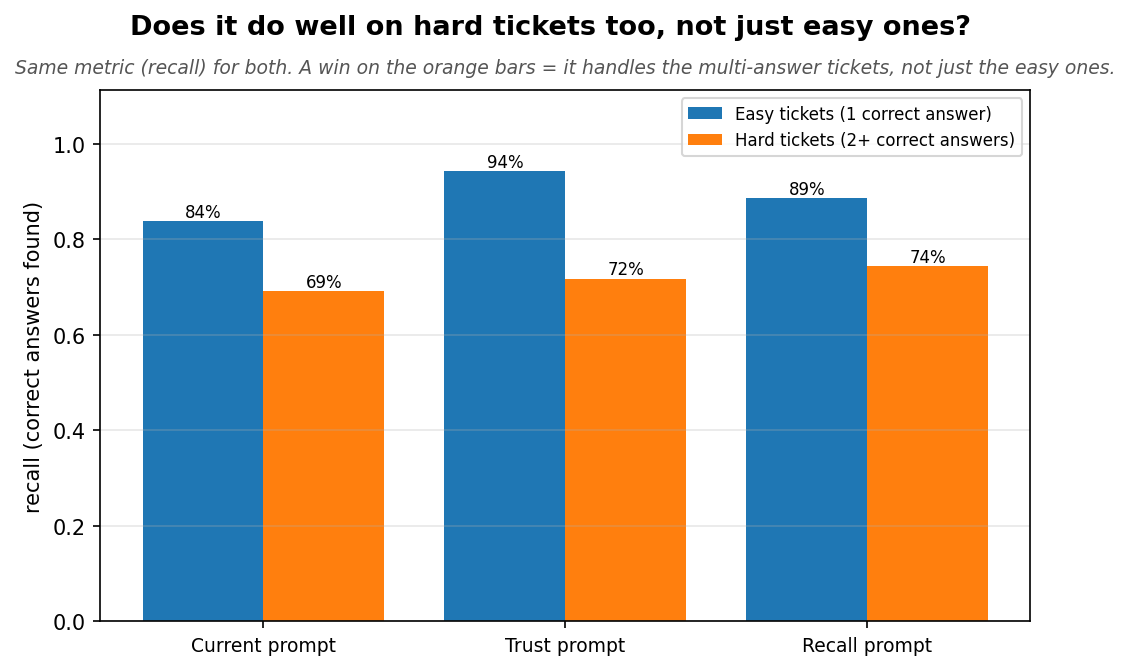 Does it do well on hard tickets too, not just easy ones?
Same metric (recall) for both. A win on the orange bars = it handles the multi-answer tickets, not just the easy ones.
Easy tickets (1 correct answer)
Hard tickets (2+ correct answers)
recall (correct answers found)
1.0
0.8
0.6
0.4
0.2
0.0
84%
69%
94%
72%
89%
74%
Current prompt
Trust prompt
Recall prompt